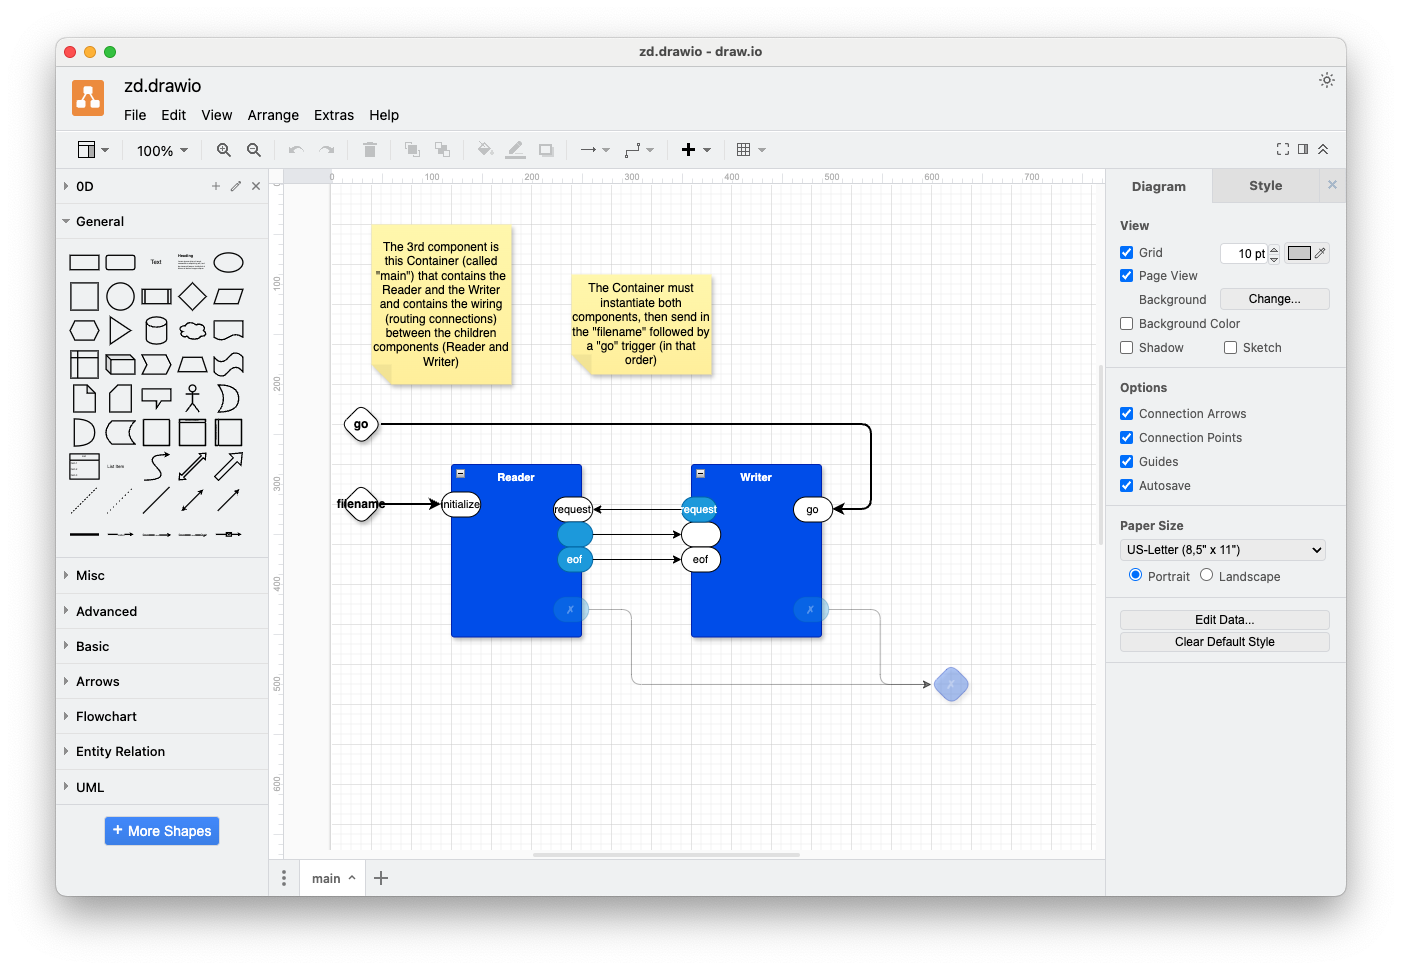 zd.drawio - draw.io
zd.drawio
File Edit View Arrange Extras Help
100%
0D
General
Text
Heading
List Item
Misc
Advanced
Basic
Arrows
Flowchart
Entity Relation
UML
+ More Shapes
0 100 200 300 400 500 600 700
100
200
300
400
500
600
The 3rd component is
this Container (called
"main") that contains the
Reader and the Writer
and contains the wiring
(routing connections)
between the children
components (Reader and
Writer)
The Container must
instantiate both
components, then send in
the "filename" followed by
a "go" trigger (in that
order)
go
filename
Reader
initialize
request
eof
✗
Writer
request
go
eof
✗
✗
main
Diagram
Style
View
Grid
10 pt
Page View
Background
Change...
Background Color
Shadow
Sketch
Options
Connection Arrows
Connection Points
Guides
Autosave
Paper Size
US-Letter (8,5" x 11")
Portrait
Landscape
Edit Data...
Clear Default Style